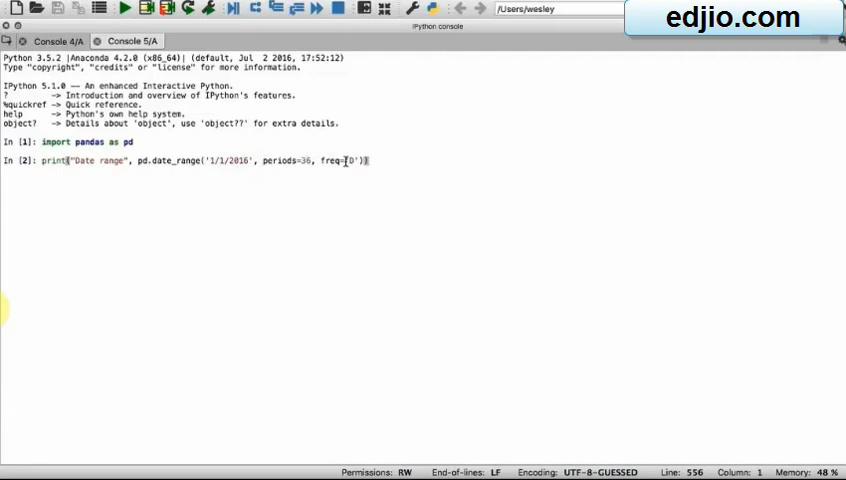 /Users/wesley
edjio.com
IPython console
Console 4/A
Console 5/A
Python 3.5.2 |Anaconda 4.2.0 (x86_64)| (default, Jul  2 2016, 17:52:12)
Type "copyright", "credits" or "license" for more information.
IPython 5.1.0 -- An enhanced Interactive Python.
?         -> Introduction and overview of IPython's features.
%quickref -> Quick reference.
help      -> Python's own help system.
object?   -> Details about 'object', use 'object??' for extra details.
In [1]: import pandas as pd
In [2]: print("Date range", pd.date_range('1/1/2016', periods=36, freq='D'))
Permissions: RW End-of-lines: LF Encoding: UTF-8-GUESSED Line: 556 Column: 1 Memory: 48 %